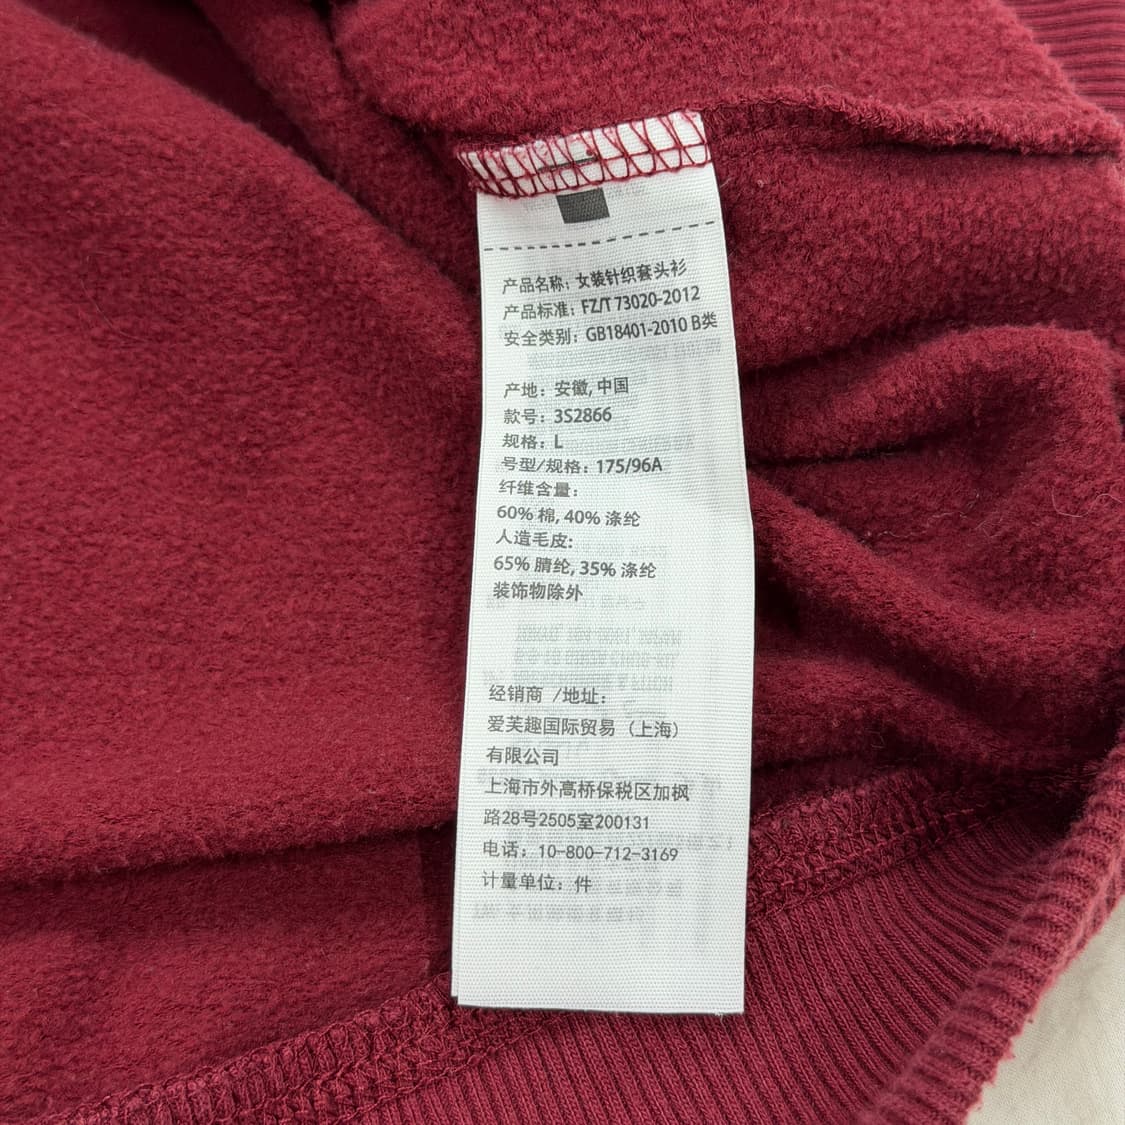 产品名称：女装针织套头衫
产品标准：FZ/T 73020-2012
安全类别：GB18401-2010 B类
产地：安徽, 中国
款号：3S2866
规格：L
号型/规格：175/96A
纤维含量：
60% 棉, 40% 涤纶
人造毛皮:
65% 腈纶, 35% 涤纶
装饰物除外
经销商 /地址：
爱芙趣国际贸易（上海）
有限公司
上海市外高桥保税区加枫
路28号2505室200131
电话：10-800-712-3169
计量单位：件